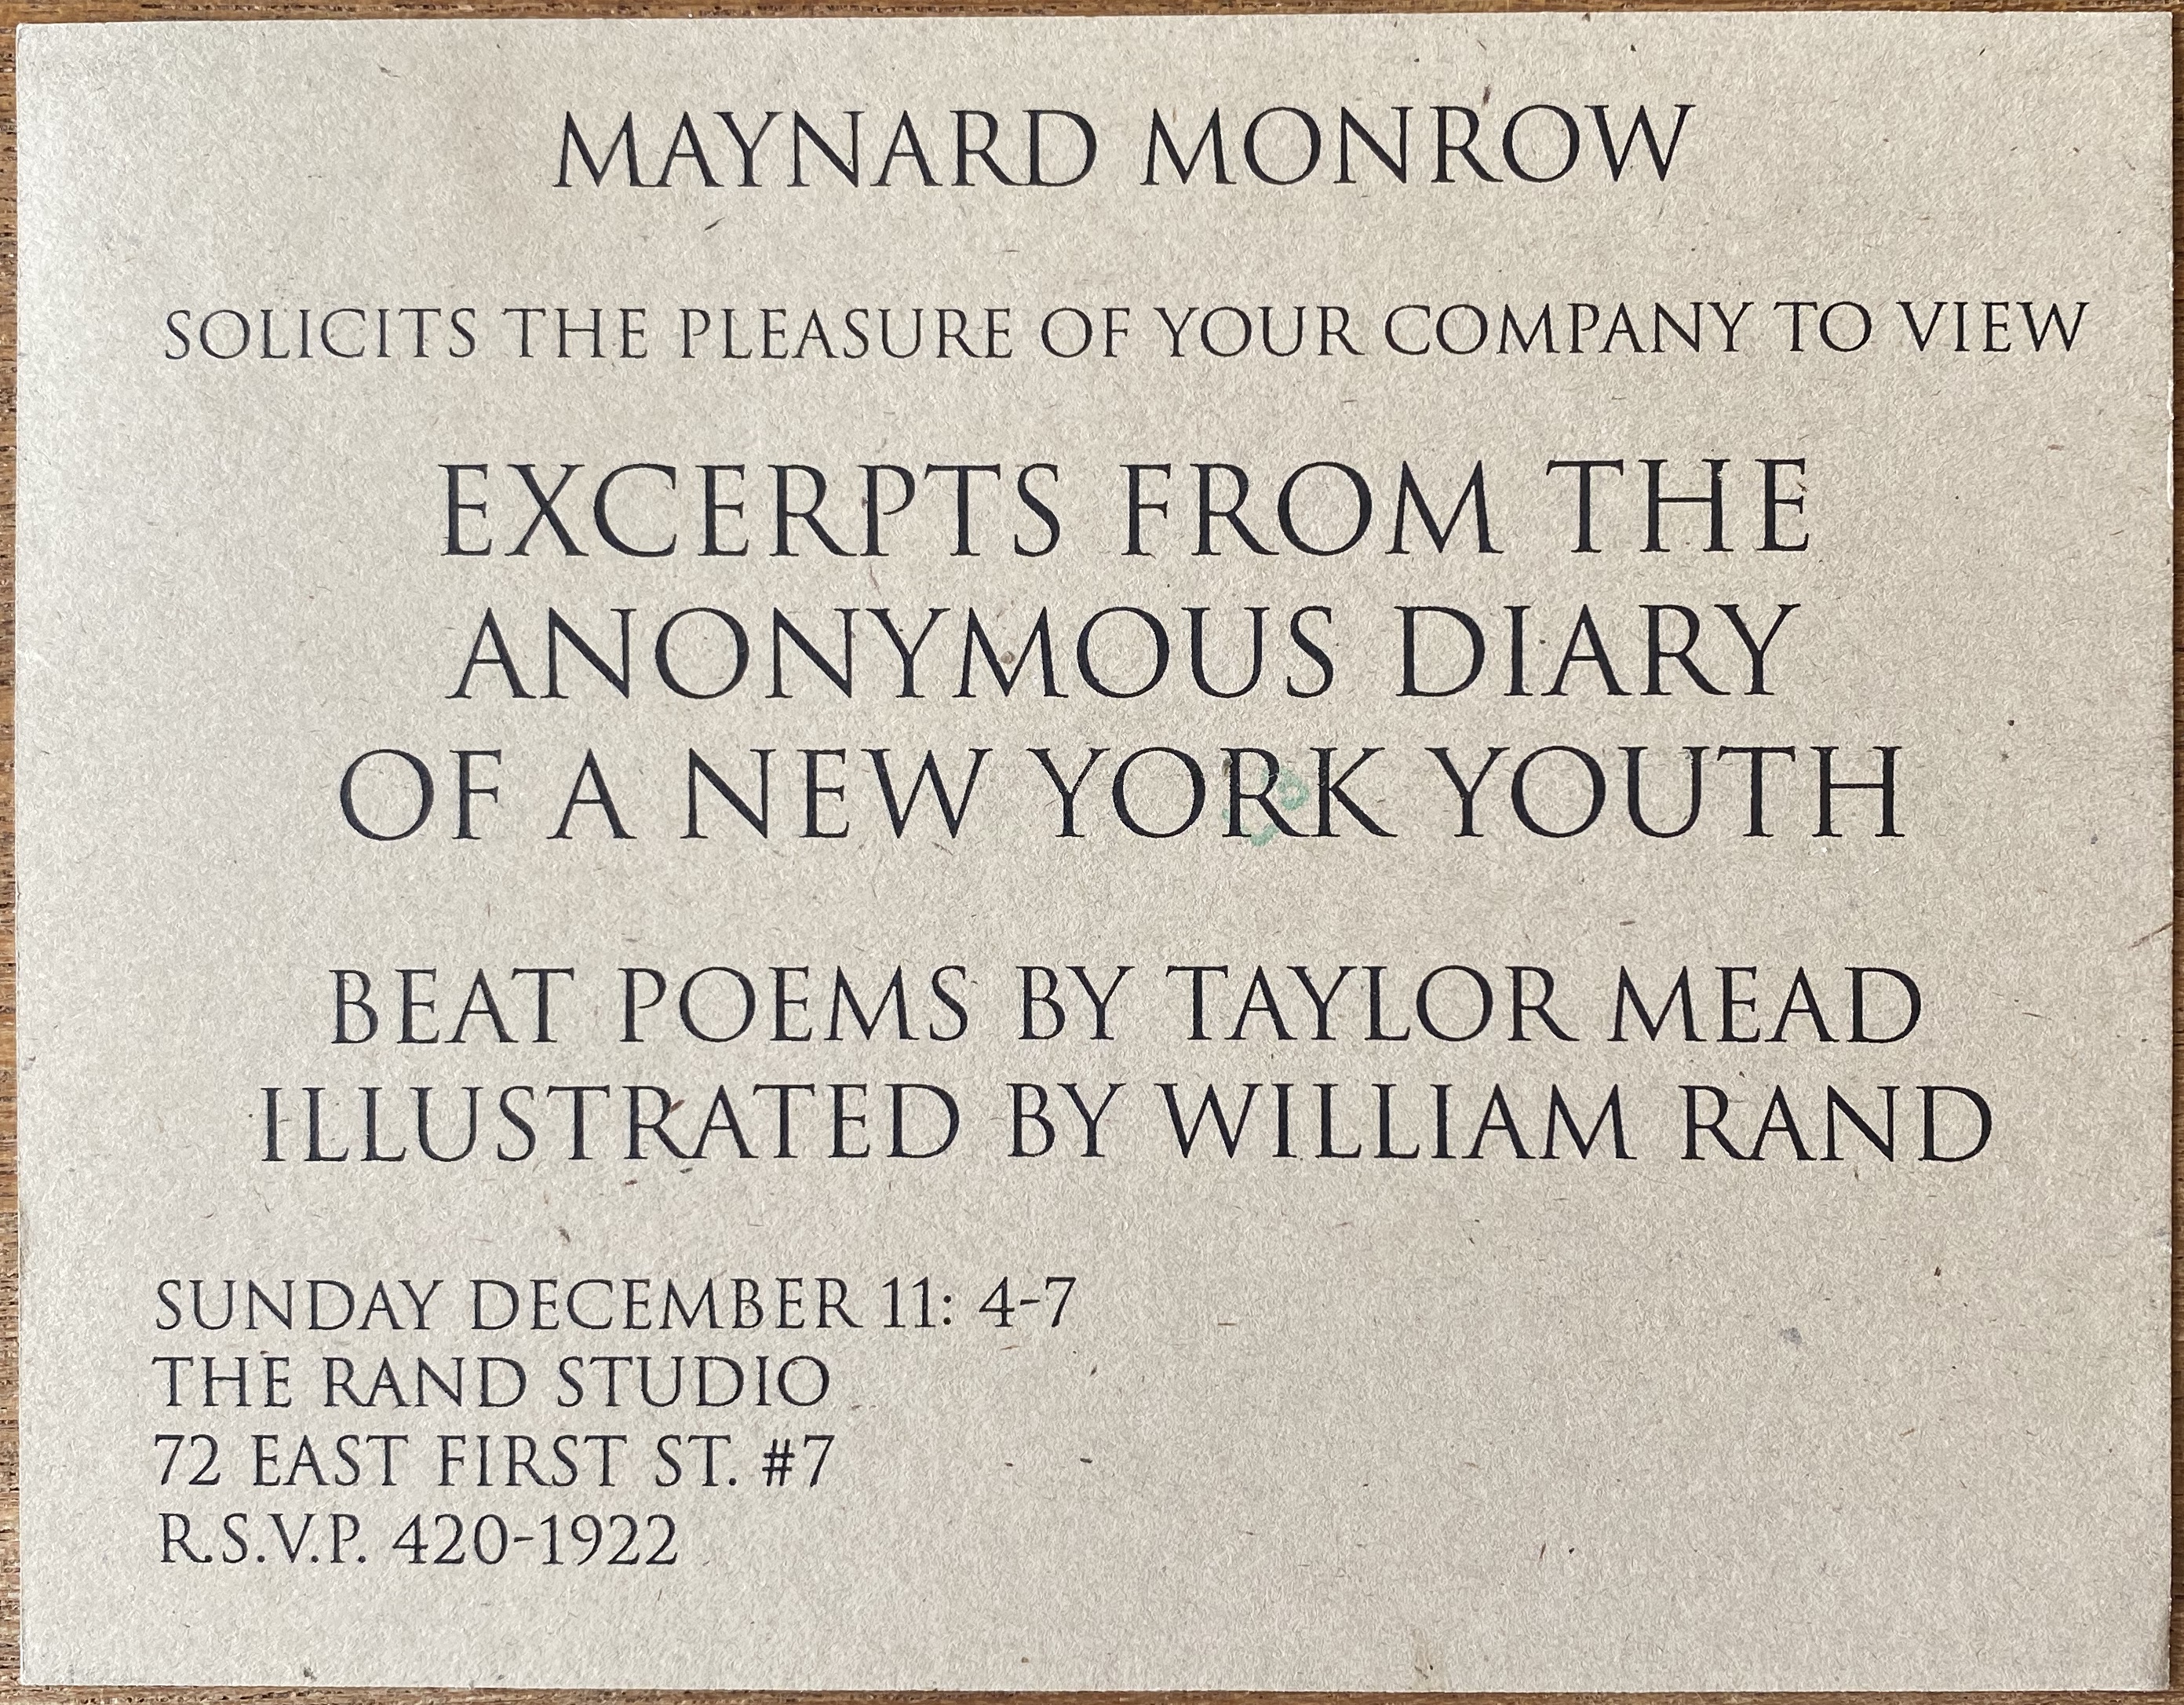 MAYNARD MONROW
SOLICITS THE PLEASURE OF YOUR COMPANY TO VIEW
EXCERPTS FROM THE
ANONYMOUS DIARY
OF A NEW YORK YOUTH
BEAT POEMS BY TAYLOR MEAD
ILLUSTRATED BY WILLIAM RAND
SUNDAY DECEMBER 11: 4-7
THE RAND STUDIO
72 EAST FIRST ST. #7
R.S.V.P. 420-1922